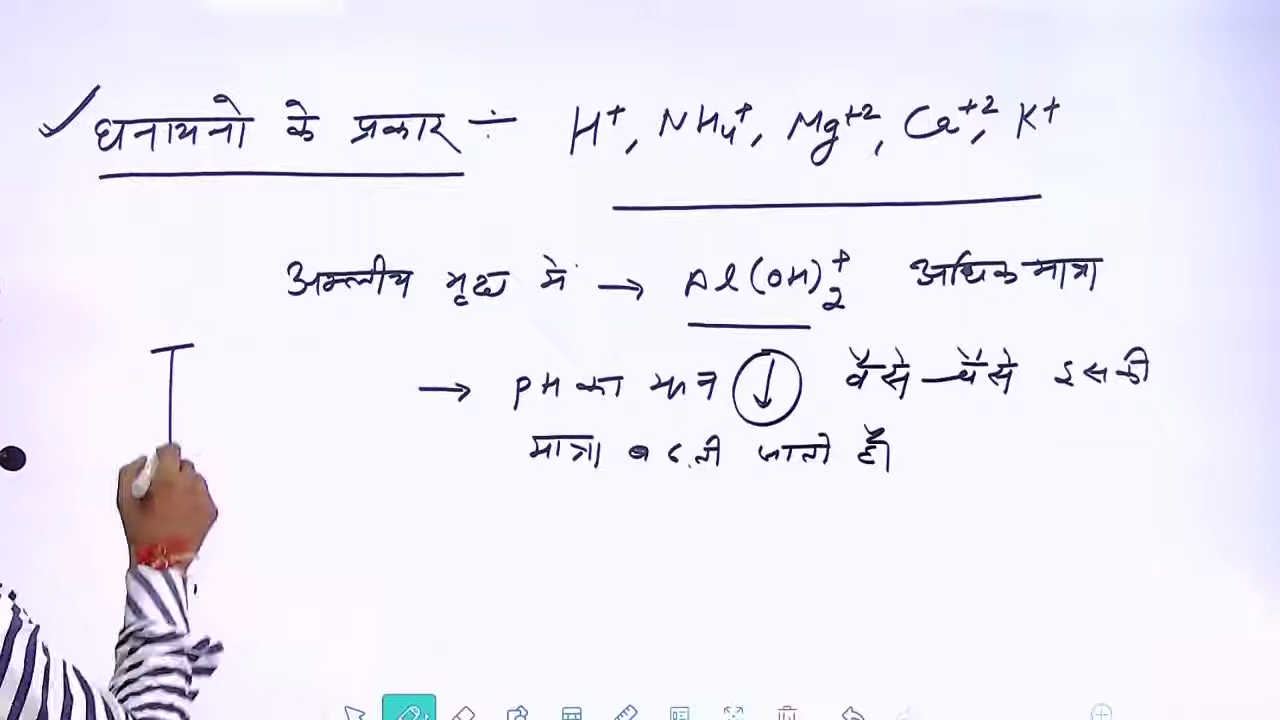 धनायनो के प्रकार ÷ H⁺, NH₄⁺, Mg⁺², Ca⁺², K⁺
अम्लीय मृदा में → Al(OH)₂⁺ अधिक मात्रा
→ PH का मान ↓ वैसे-वैसे इसकी
मात्रा बढ़ती जाती है।